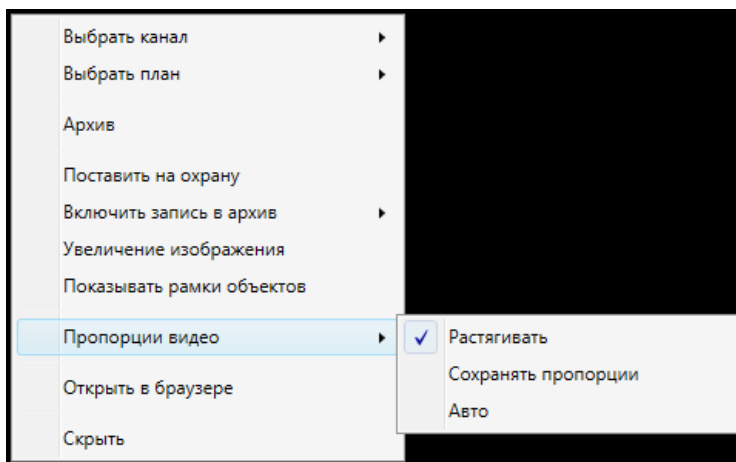 Выбрать канал
Выбрать план
Архив
Поставить на охрану
Включить запись в архив
Увеличение изображения
Показывать рамки объектов
Пропорции видео
Растягивать
Сохранять пропорции
Авто
Открыть в браузере
Скрыть